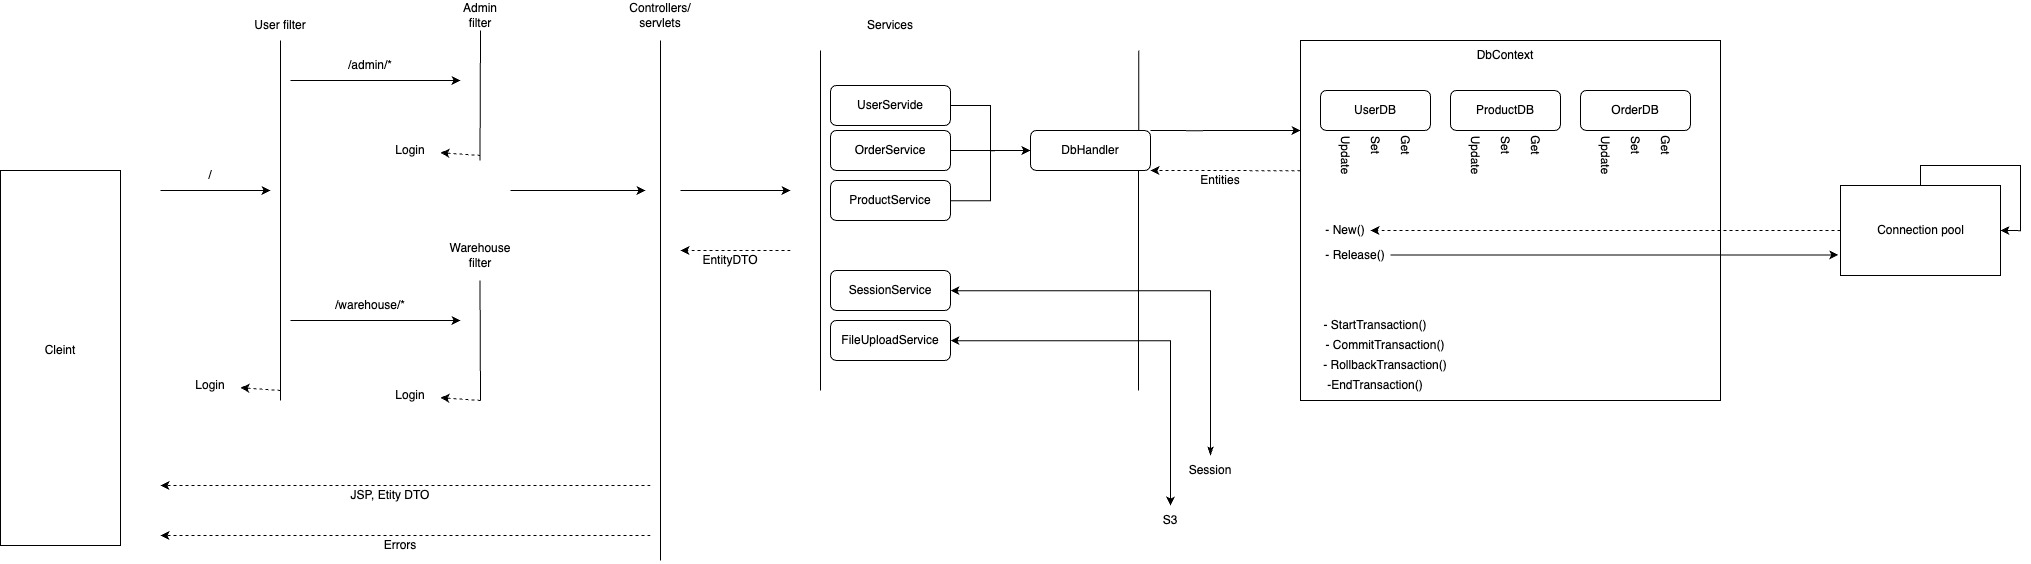 User filter
Admin
filter
Controllers/
servlets
Services
DbContext
/admin/*
UserServide
OrderService
ProductService
DbHandler
UserDB
ProductDB
OrderDB
Update
Set
Get
Update
Set
Get
Update
Set
Get
Login
/
Entities
Warehouse
filter
EntityDTO
- New()
- Release()
Connection pool
/warehouse/*
SessionService
FileUploadService
- StartTransaction()
- CommitTransaction()
- RollbackTransaction()
-EndTransaction()
Cleint
Login
Login
Session
JSP, Etity DTO
S3
Errors